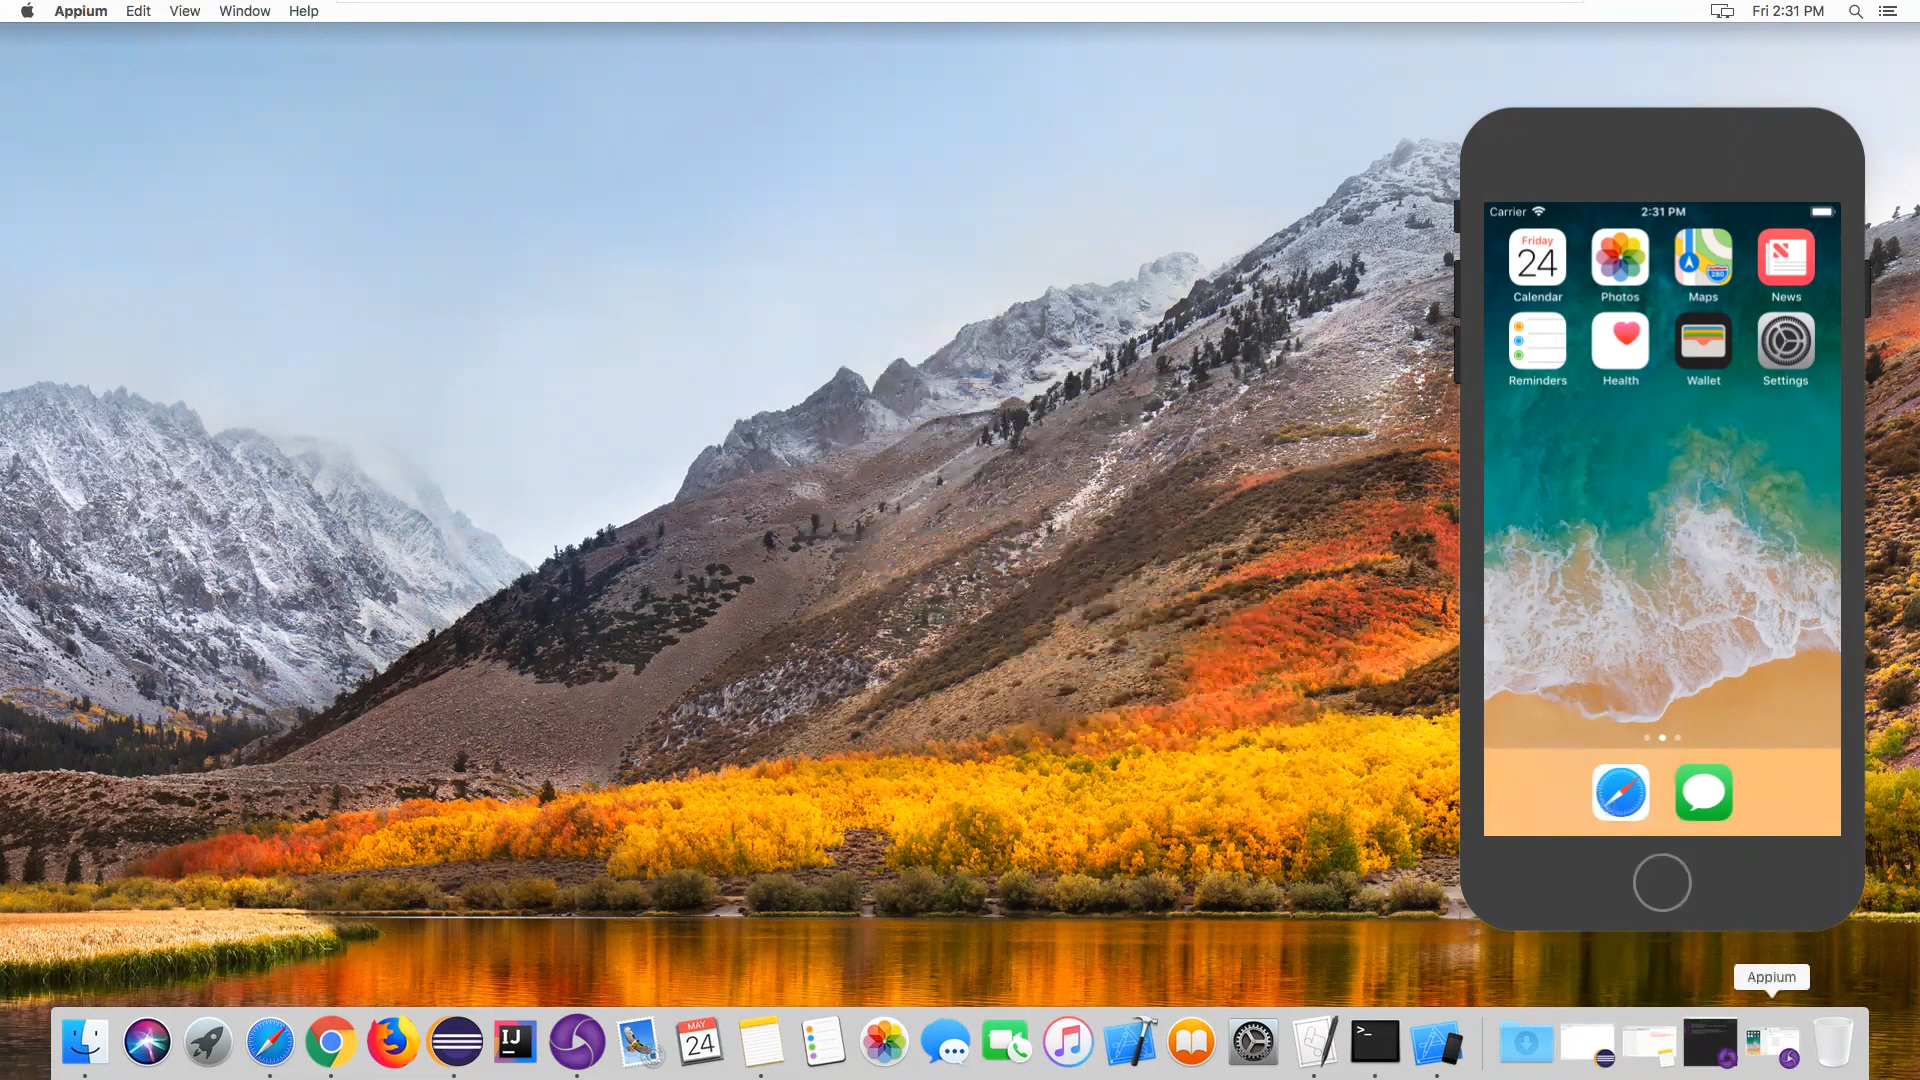 Appium Edit View Window Help Fri 2:31 PM
Carrier 2:31 PM
Friday
24
280
Calendar Photos Maps News
Reminders Health Wallet Settings
Appium
IJ
MAY
24
>_